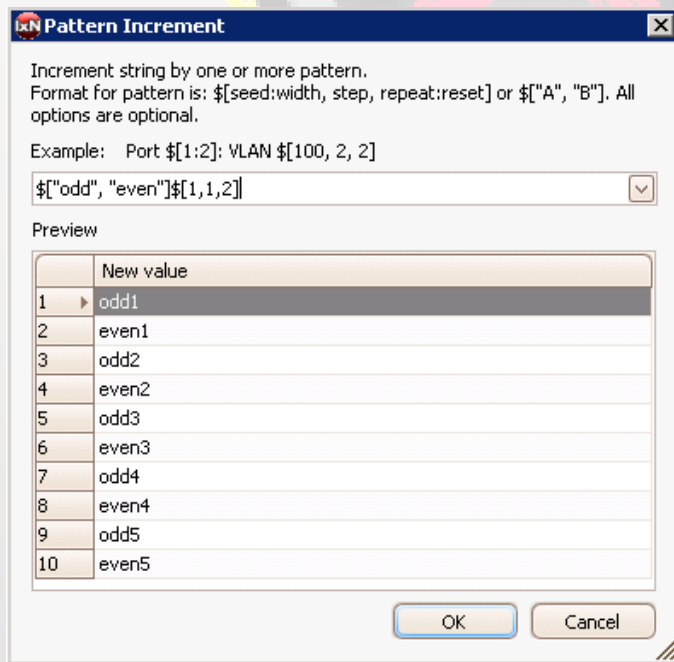 IxN Pattern Increment
Increment string by one or more pattern.
Format for pattern is: $[seed:width, step, repeat:reset] or $["A", "B"]. All
options are optional.
Example: Port $[1:2]: VLAN $[100, 2, 2]
$["odd", "even"]$[1,1,2]
Preview
New value
1 odd1
2 even1
3 odd2
4 even2
5 odd3
6 even3
7 odd4
8 even4
9 odd5
10 even5
OK Cancel